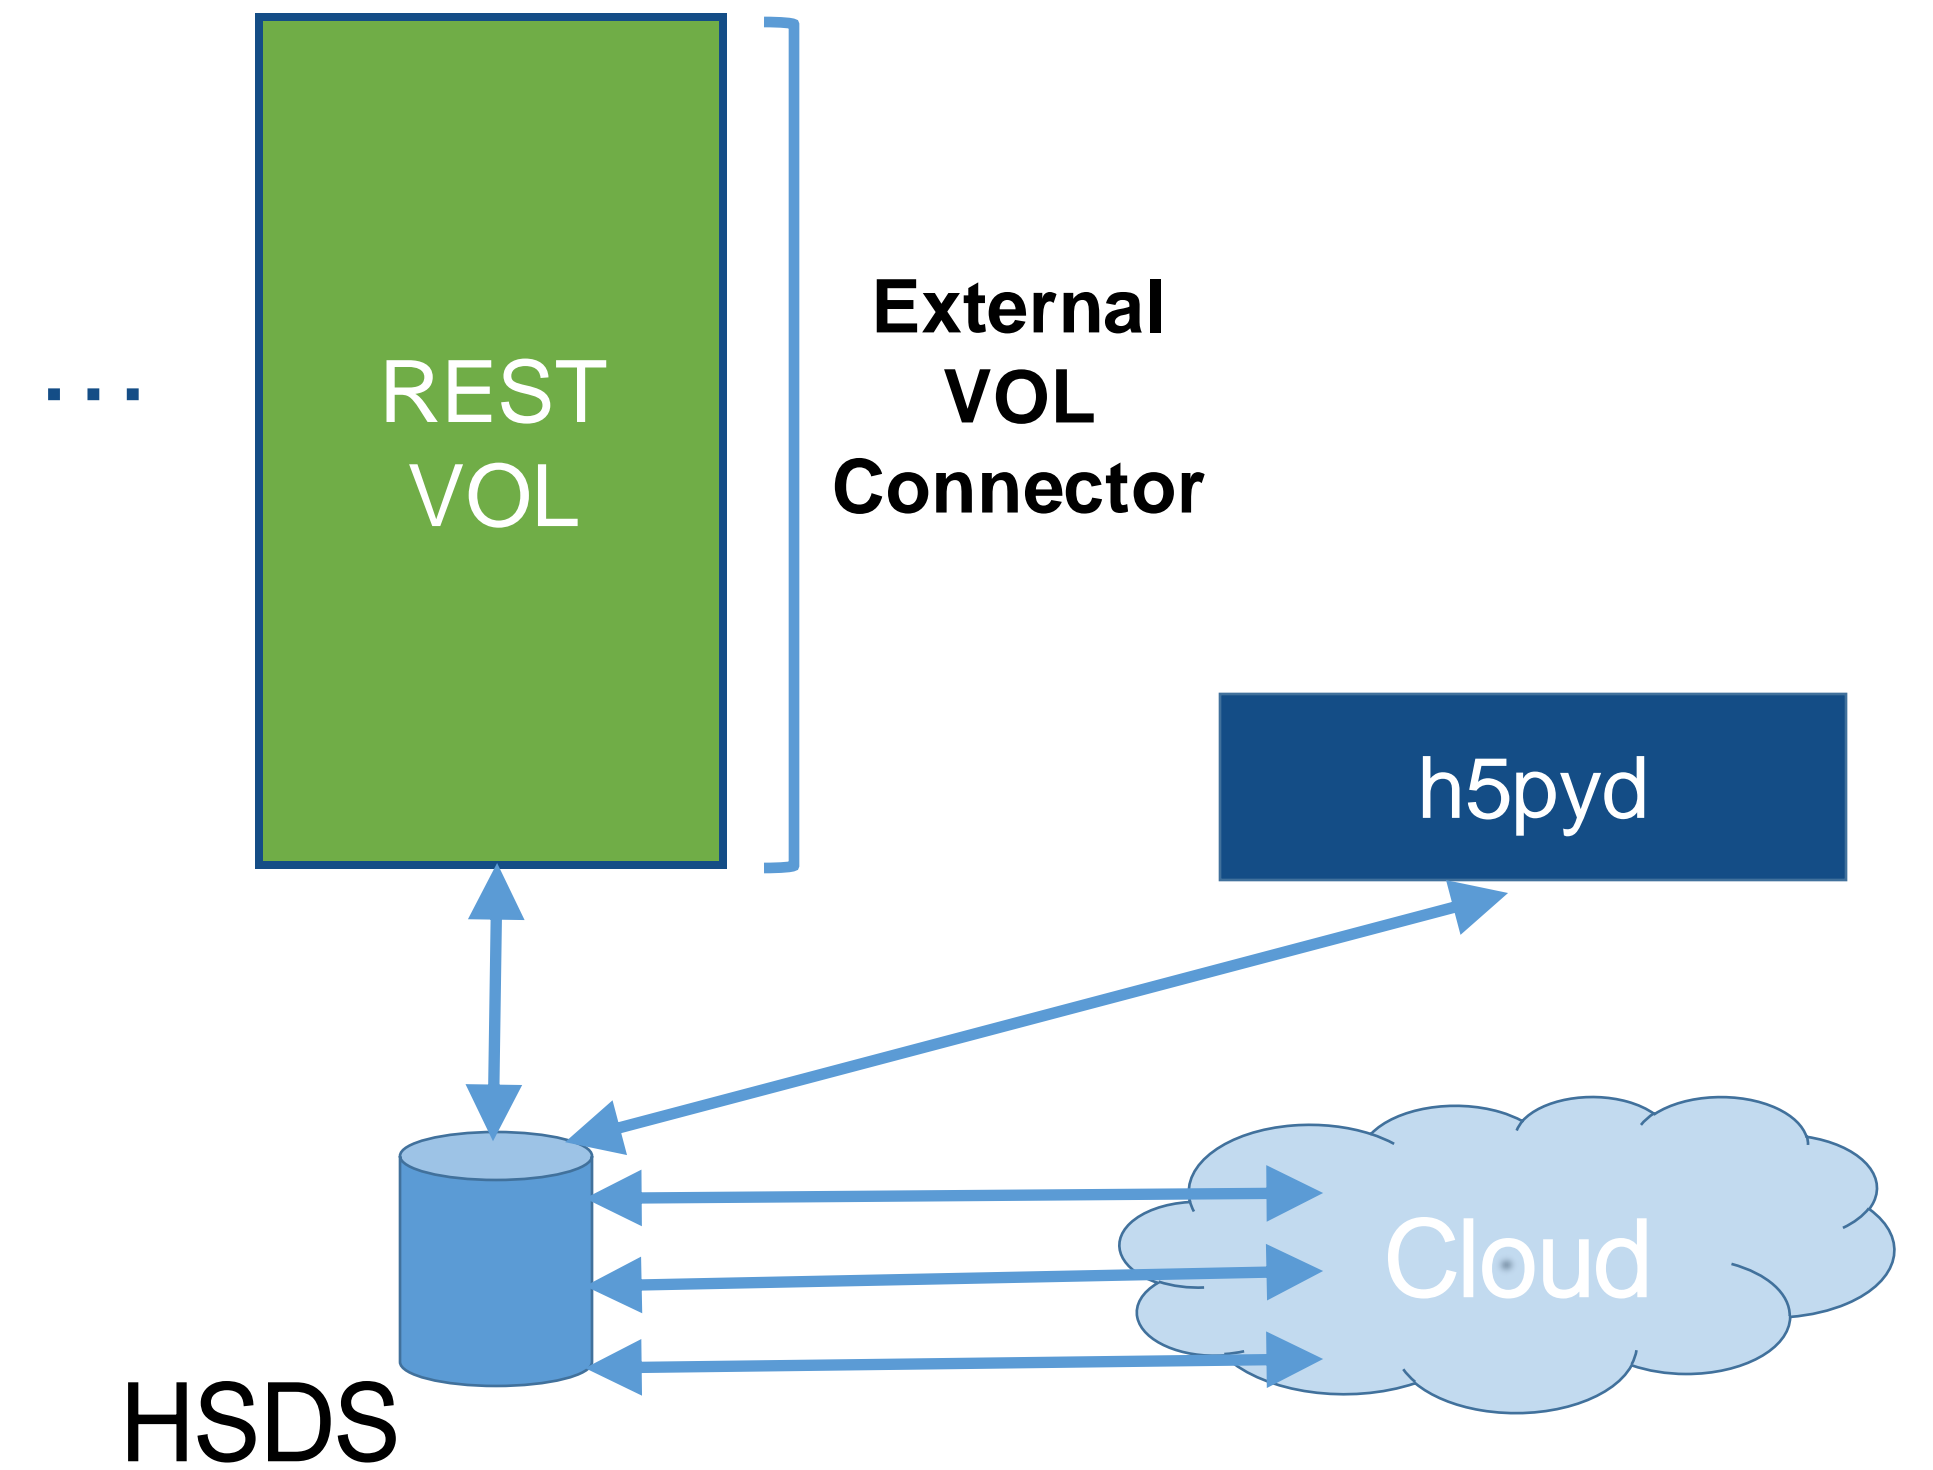 ...
REST
VOL
External
VOL
Connector
h5pyd
Cloud
HSDS